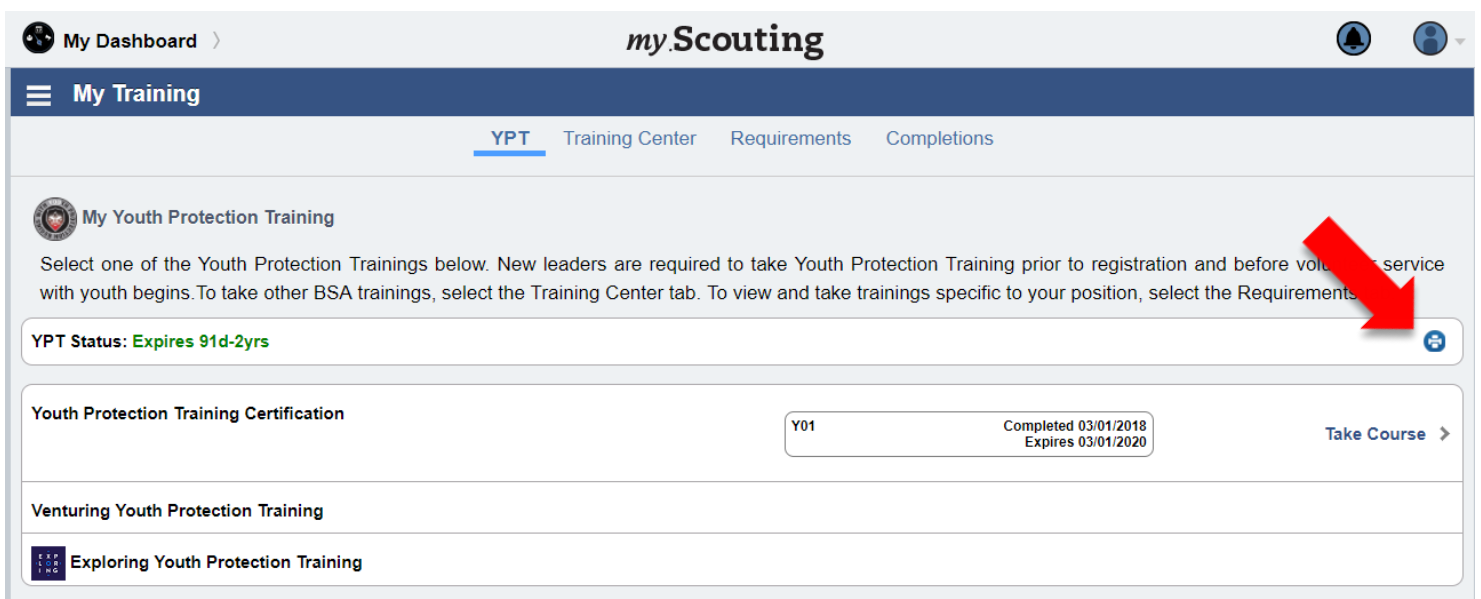 My Dashboard
my.Scouting
My Training
YPT Training Center Requirements Completions
My Youth Protection Training
Select one of the Youth Protection Trainings below. New leaders are required to take Youth Protection Training prior to registration and before service
with youth begins.To take other BSA trainings, select the Training Center tab. To view and take trainings specific to your position, select the Requirements
YPT Status: Expires 91d-2yrs
Youth Protection Training Certification
Y01 Completed 03/01/2018
Expires 03/01/2020
Take Course
Venturing Youth Protection Training
EXPLORING
Exploring Youth Protection Training